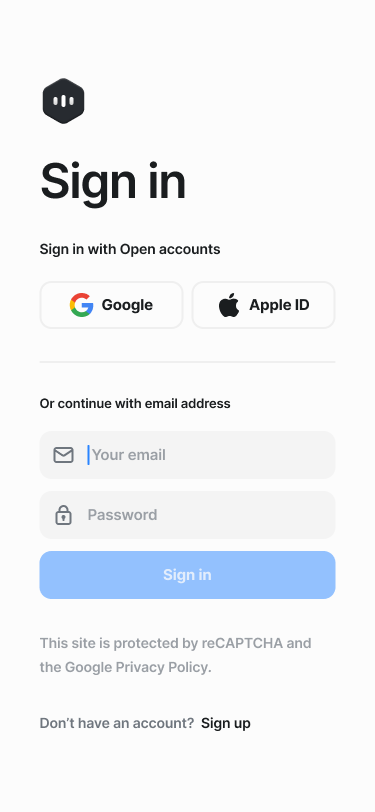 Sign in
Sign in with Open accounts
Google
Apple ID
Or continue with email address
Your email
Password
Sign in
This site is protected by reCAPTCHA and
the Google Privacy Policy.
Don’t have an account? Sign up